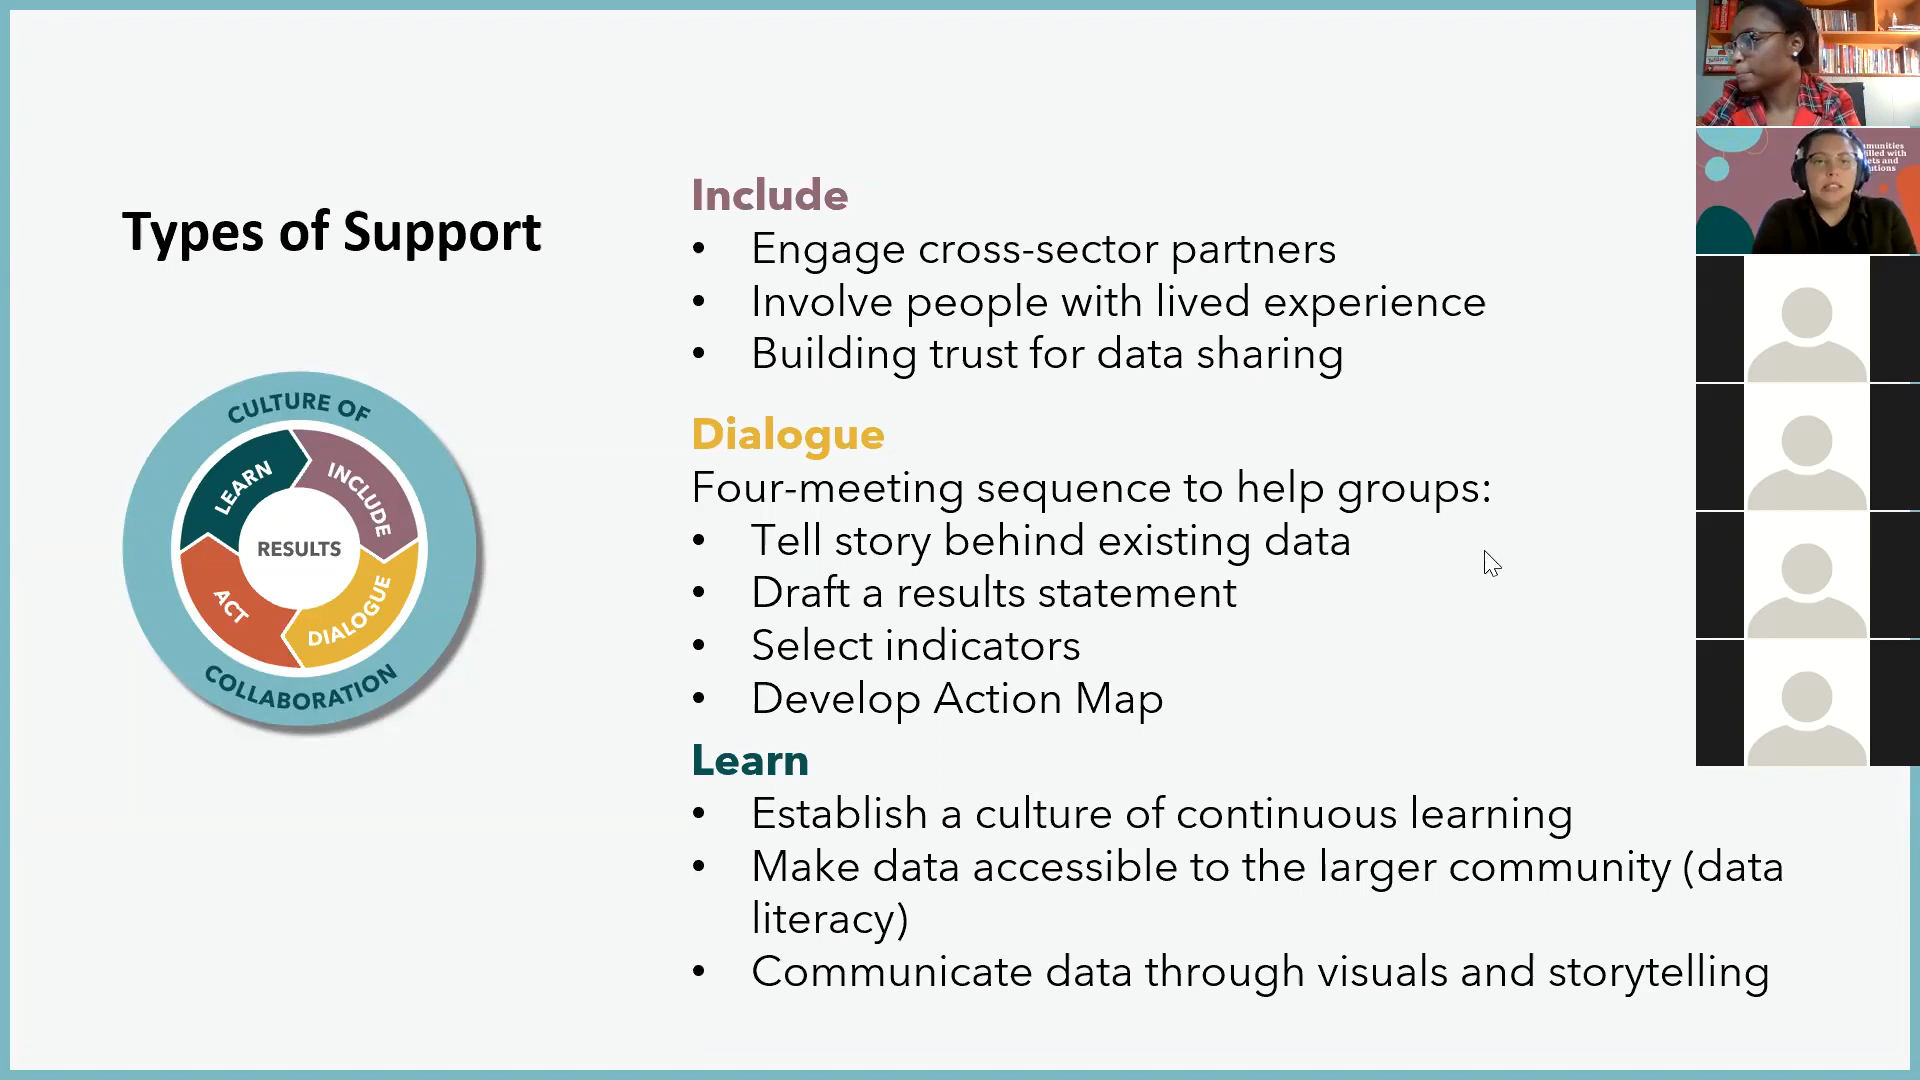 Types of Support
CULTURE OF
LEARN
INCLUDE
RESULTS
ACT
DIALOGUE
COLLABORATION
Include
• Engage cross-sector partners
• Involve people with lived experience
• Building trust for data sharing
Dialogue
Four-meeting sequence to help groups:
• Tell story behind existing data
• Draft a results statement
• Select indicators
• Develop Action Map
Learn
• Establish a culture of continuous learning
• Make data accessible to the larger community (data
literacy)
• Communicate data through visuals and storytelling